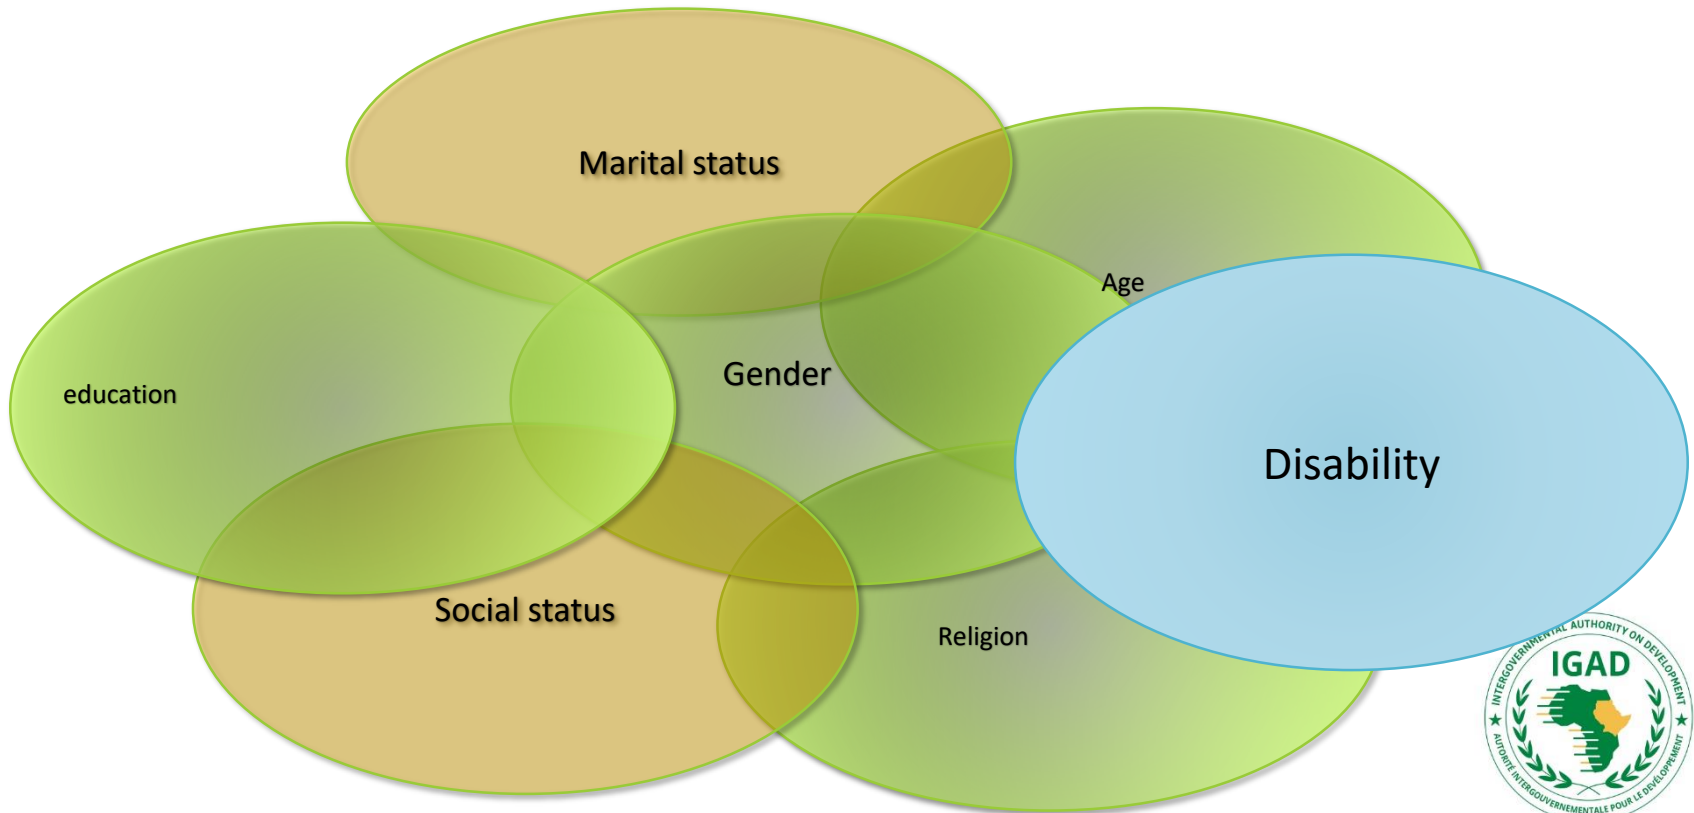 Marital status
Age
Gender
education
Disability
Social status
Religion
INTERGOVERNMENTAL AUTHORITY ON DEVELOPMENT
IGAD
AUTORITÉ INTERGOUVERNEMENTALE POUR LE DÉVELOPPEMENT